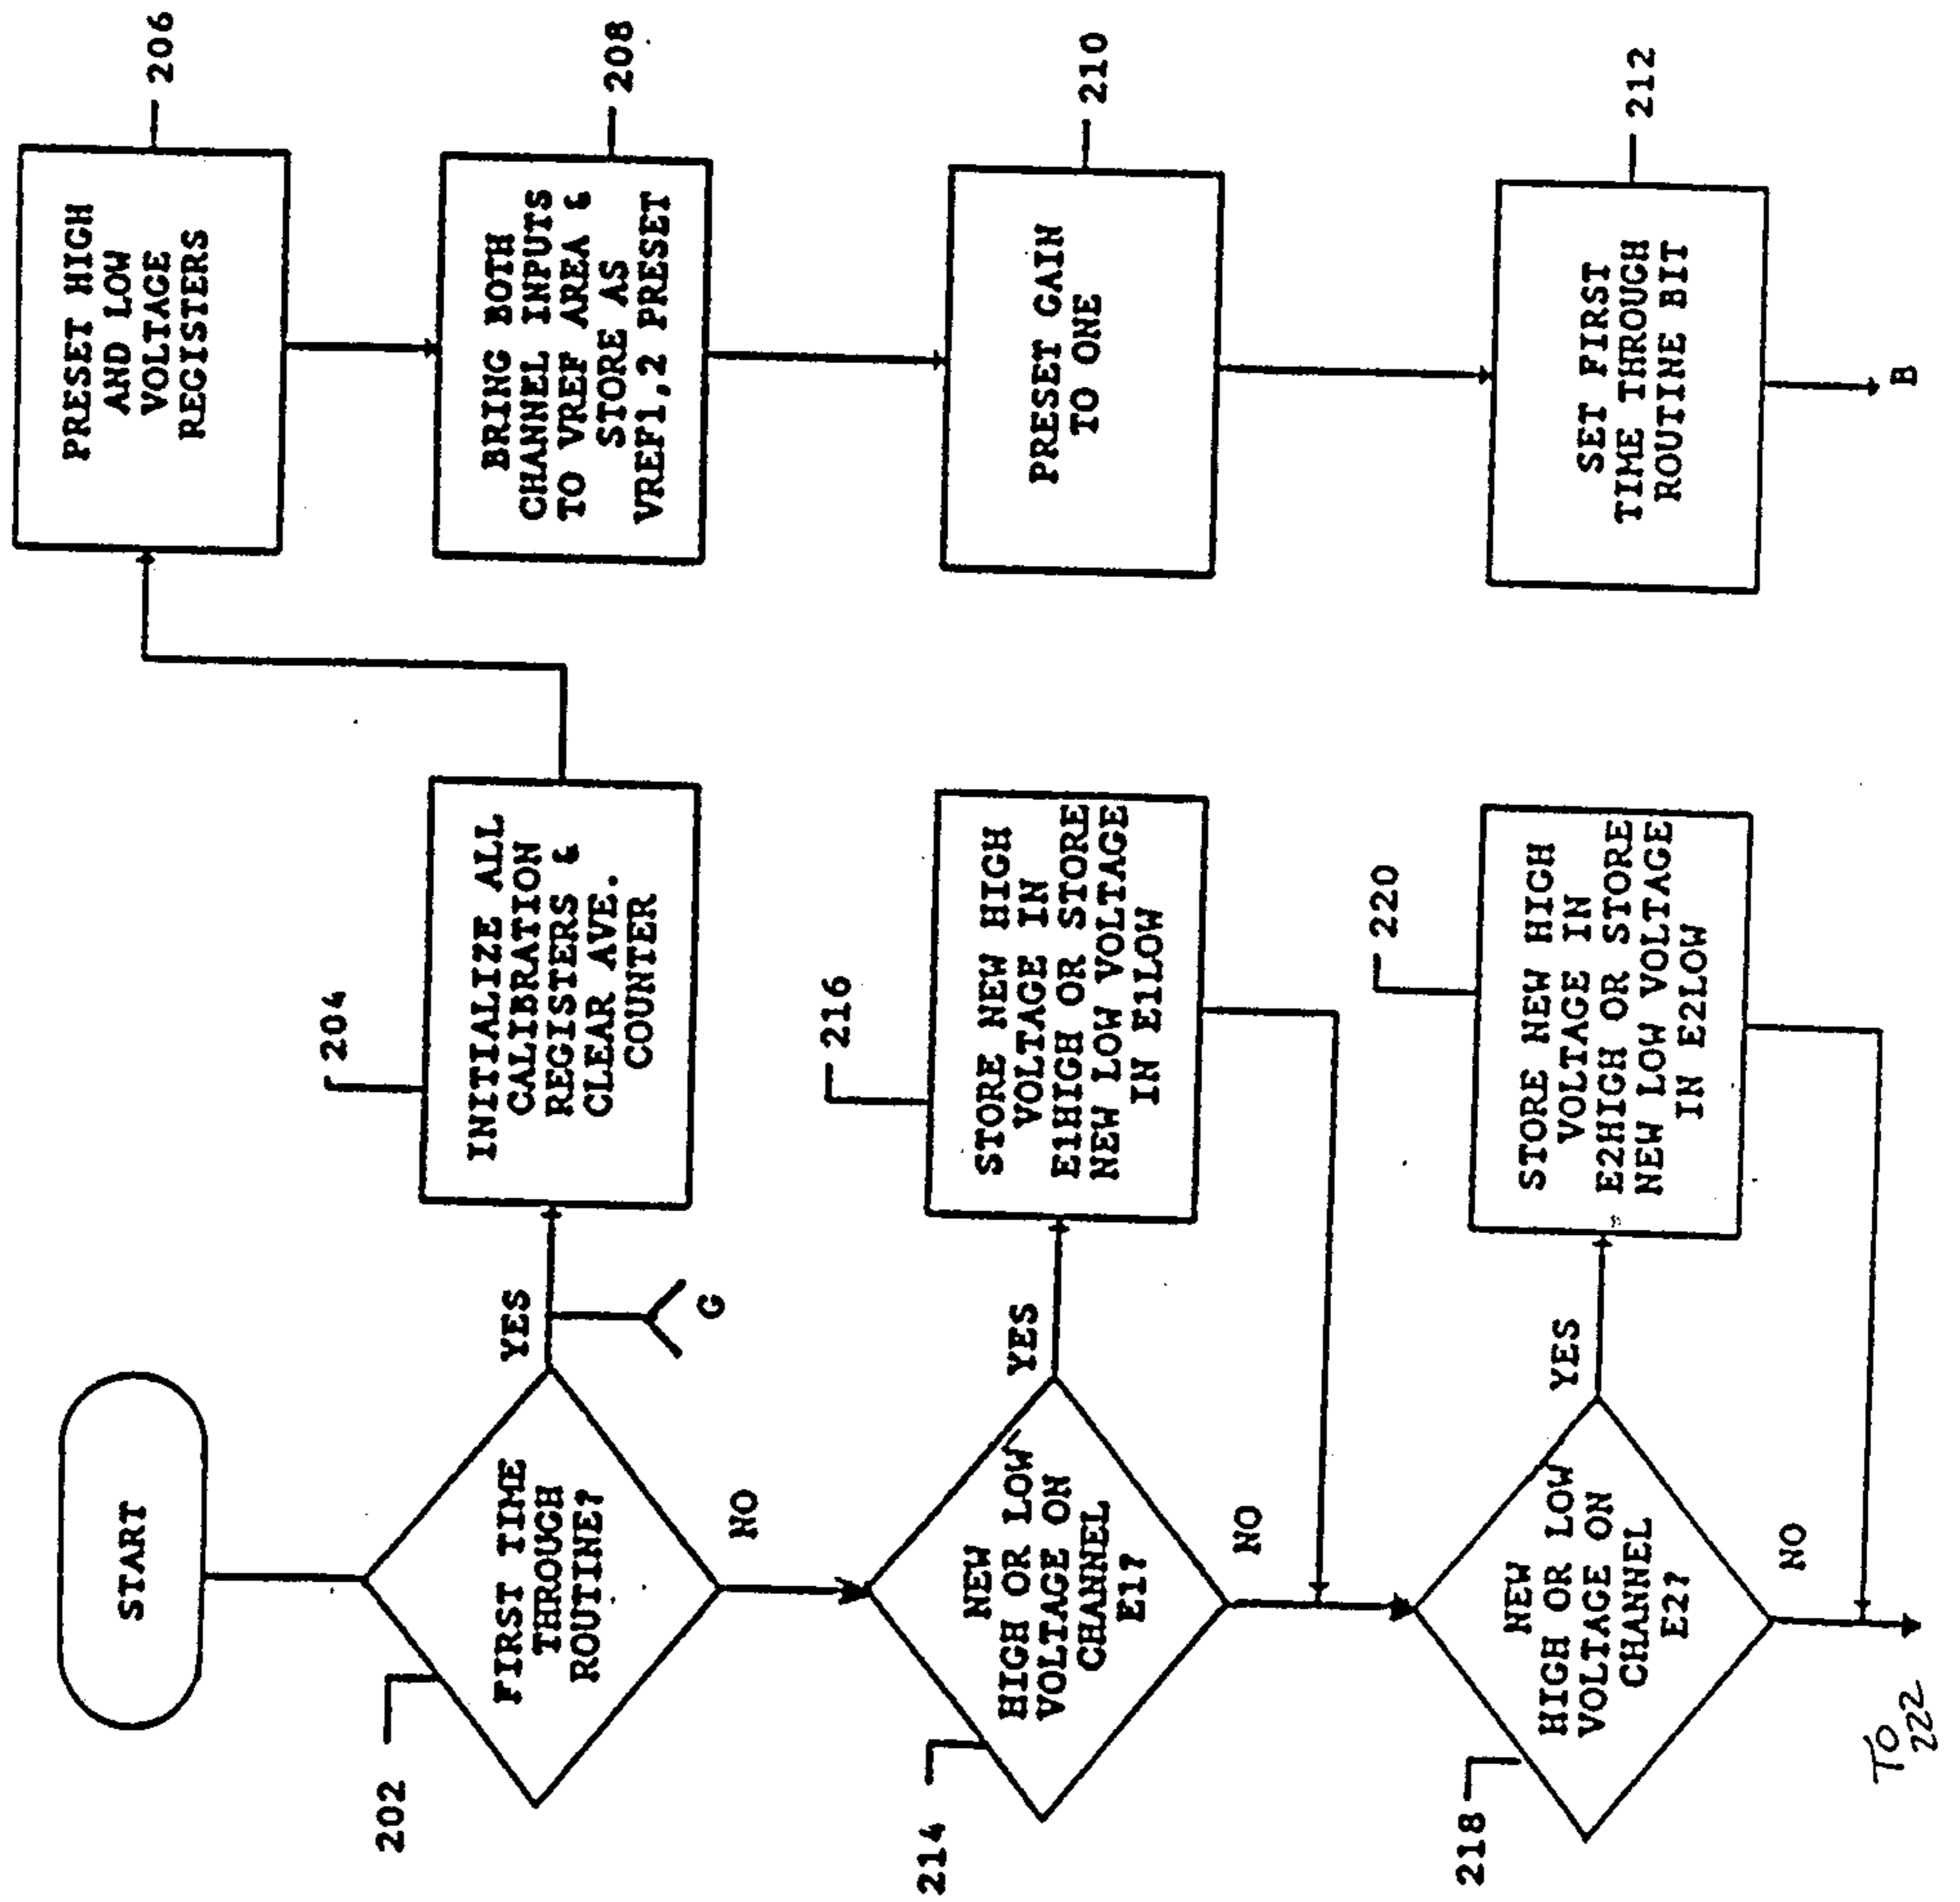 START
202
FIRST TIME
THROUGH
ROUTINE?
YES
NO
G
204
INITIALIZE ALL
CALIBRATION
REGISTERS &
CLEAR AVE.
COUNTER
206
PRESET HIGH
AND LOW
VOLTAGE
REGISTERS
208
BRING BOTH
CHANNEL INPUTS
TO VREF AREA &
STORE AS
VREF1,2 PRESET
210
PRESET GAIN
TO ONE
212
SET FIRST
TIME THROUGH
ROUTINE BIT
B
214
NEW
HIGH OR LOW
VOLTAGE ON
CHANNEL
E1?
YES
NO
216
STORE NEW HIGH
VOLTAGE IN
E1HIGH OR STORE
NEW LOW VOLTAGE
IN E1LOW
218
NEW
HIGH OR LOW
VOLTAGE ON
CHANNEL
E2?
YES
NO
220
STORE NEW HIGH
VOLTAGE IN
E2HIGH OR STORE
NEW LOW VOLTAGE
IN E2LOW
TO
222